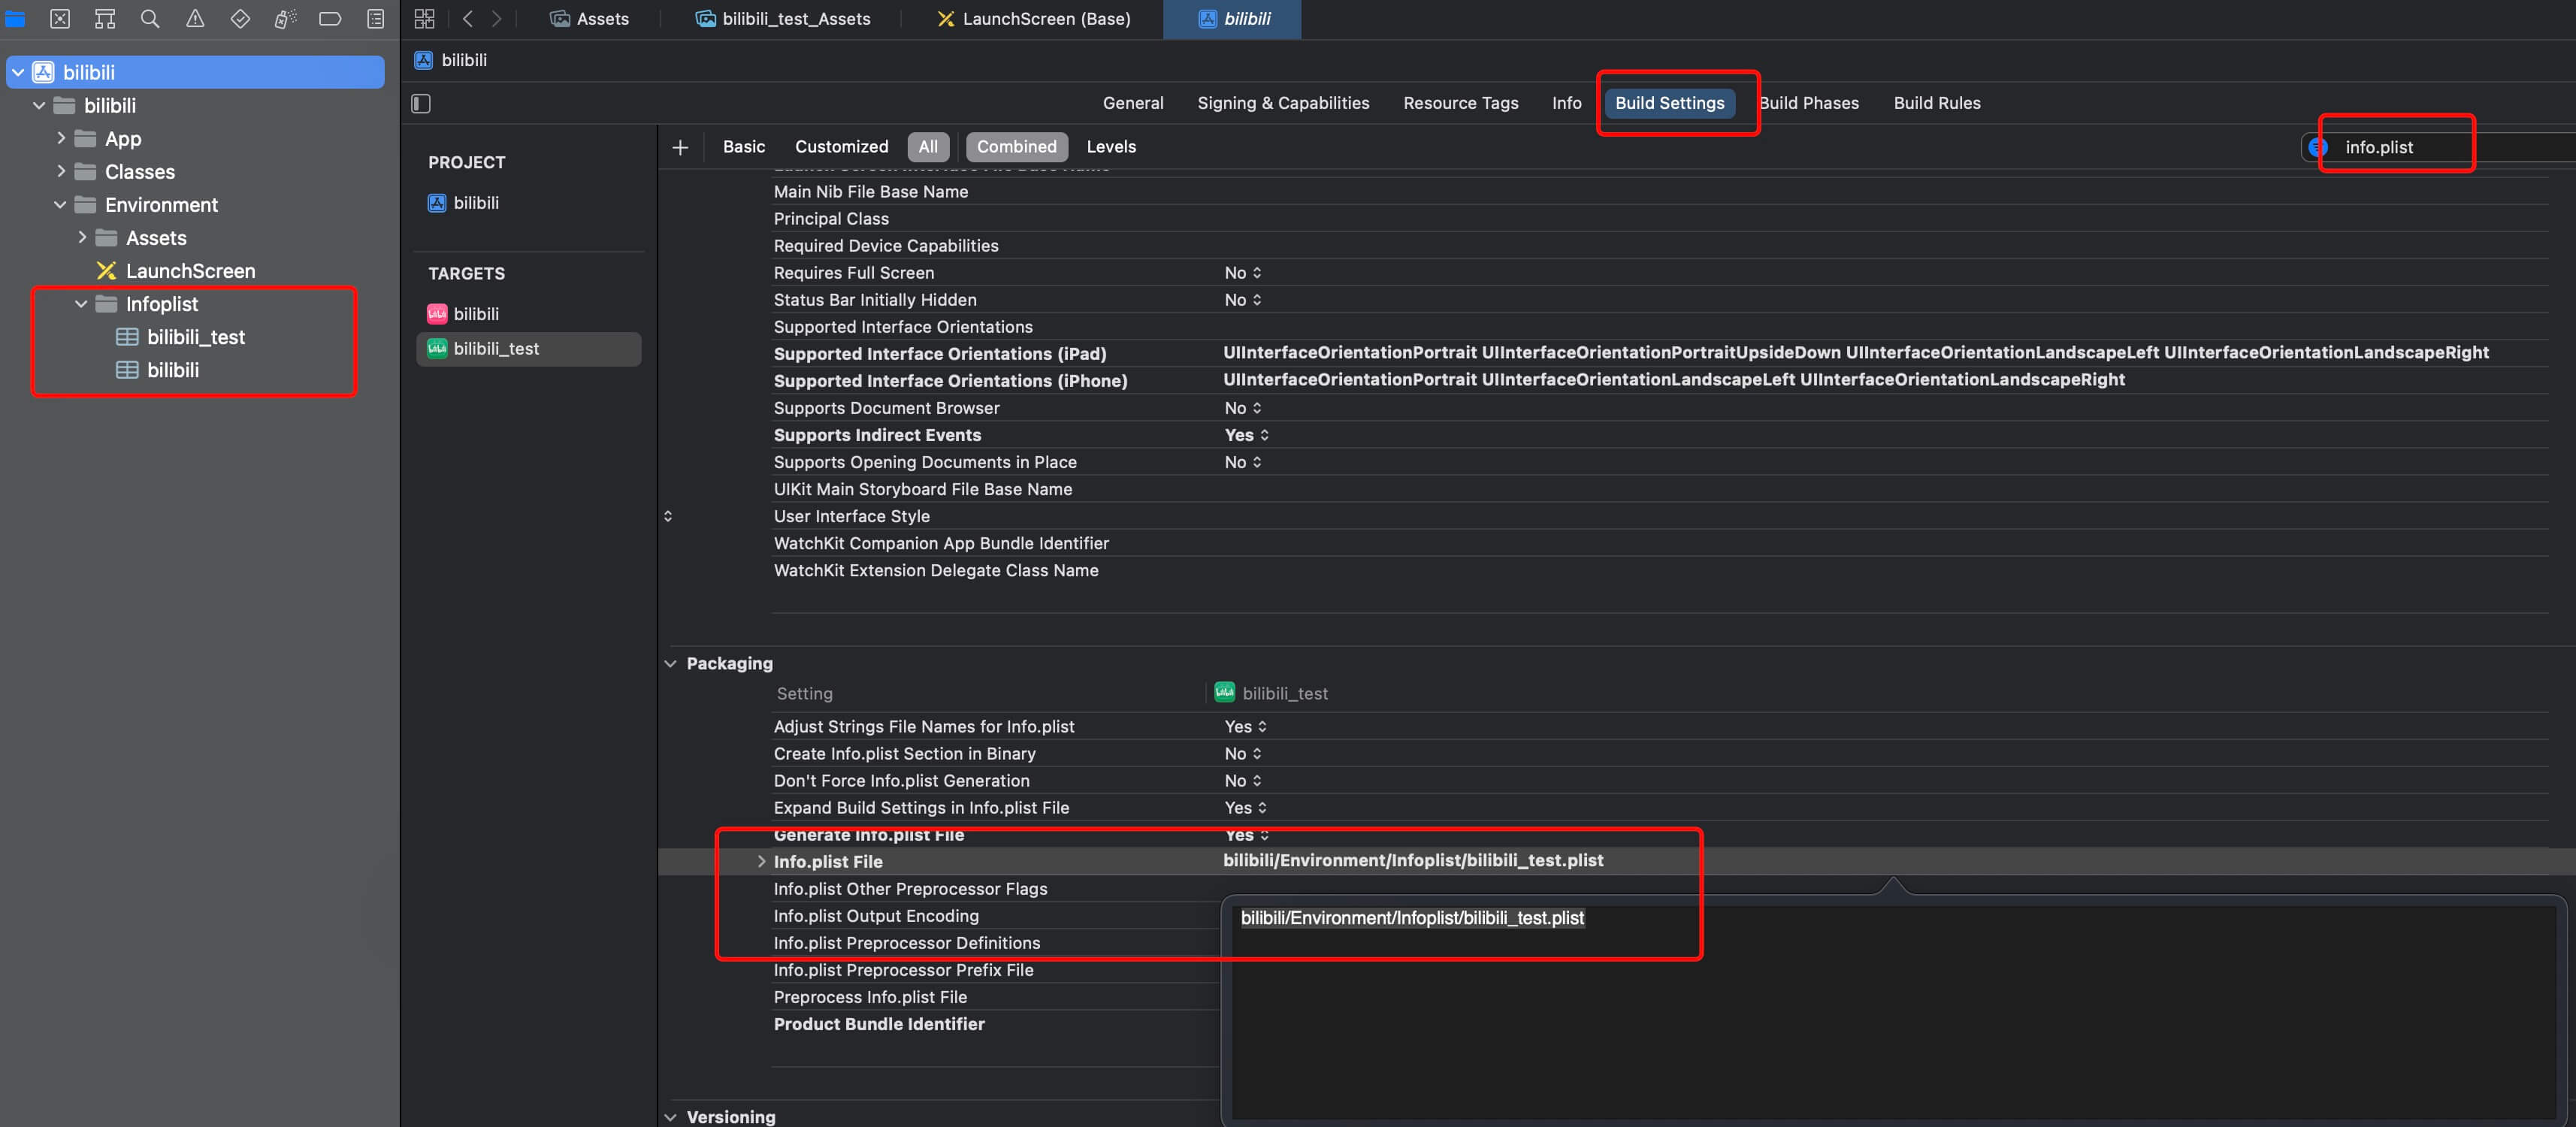 Assets
bilibili_test_Assets
LaunchScreen (Base)
bilibili
bilibili
bilibili
App
Classes
Environment
Assets
LaunchScreen
Infoplist
bilibili_test
bilibili
bilibili
General
Signing & Capabilities
Resource Tags
Info
Build Settings
Build Phases
Build Rules
PROJECT
bilibili
TARGETS
bilibili
bilibili_test
Basic
Customized
All
Combined
Levels
info.plist
Launch Screen Interface File Base Name
Main Nib File Base Name
Principal Class
Required Device Capabilities
Requires Full Screen No
Status Bar Initially Hidden No
Supported Interface Orientations
Supported Interface Orientations (iPad) UIInterfaceOrientationPortrait UIInterfaceOrientationPortraitUpsideDown UIInterfaceOrientationLandscapeLeft UIInterfaceOrientationLandscapeRight
Supported Interface Orientations (iPhone) UIInterfaceOrientationPortrait UIInterfaceOrientationLandscapeLeft UIInterfaceOrientationLandscapeRight
Supports Document Browser No
Supports Indirect Events Yes
Supports Opening Documents in Place No
UIKit Main Storyboard File Base Name
User Interface Style
WatchKit Companion App Bundle Identifier
WatchKit Extension Delegate Class Name
Packaging
Setting bilibili_test
Adjust Strings File Names for Info.plist Yes
Create Info.plist Section in Binary No
Don't Force Info.plist Generation No
Expand Build Settings in Info.plist File Yes
Generate Info.plist File Yes
Info.plist File bilibili/Environment/Infoplist/bilibili_test.plist
Info.plist Other Preprocessor Flags
Info.plist Output Encoding
Info.plist Preprocessor Definitions
Info.plist Preprocessor Prefix File
Preprocess Info.plist File
Product Bundle Identifier
bilibili/Environment/Infoplist/bilibili_test.plist
Versioning